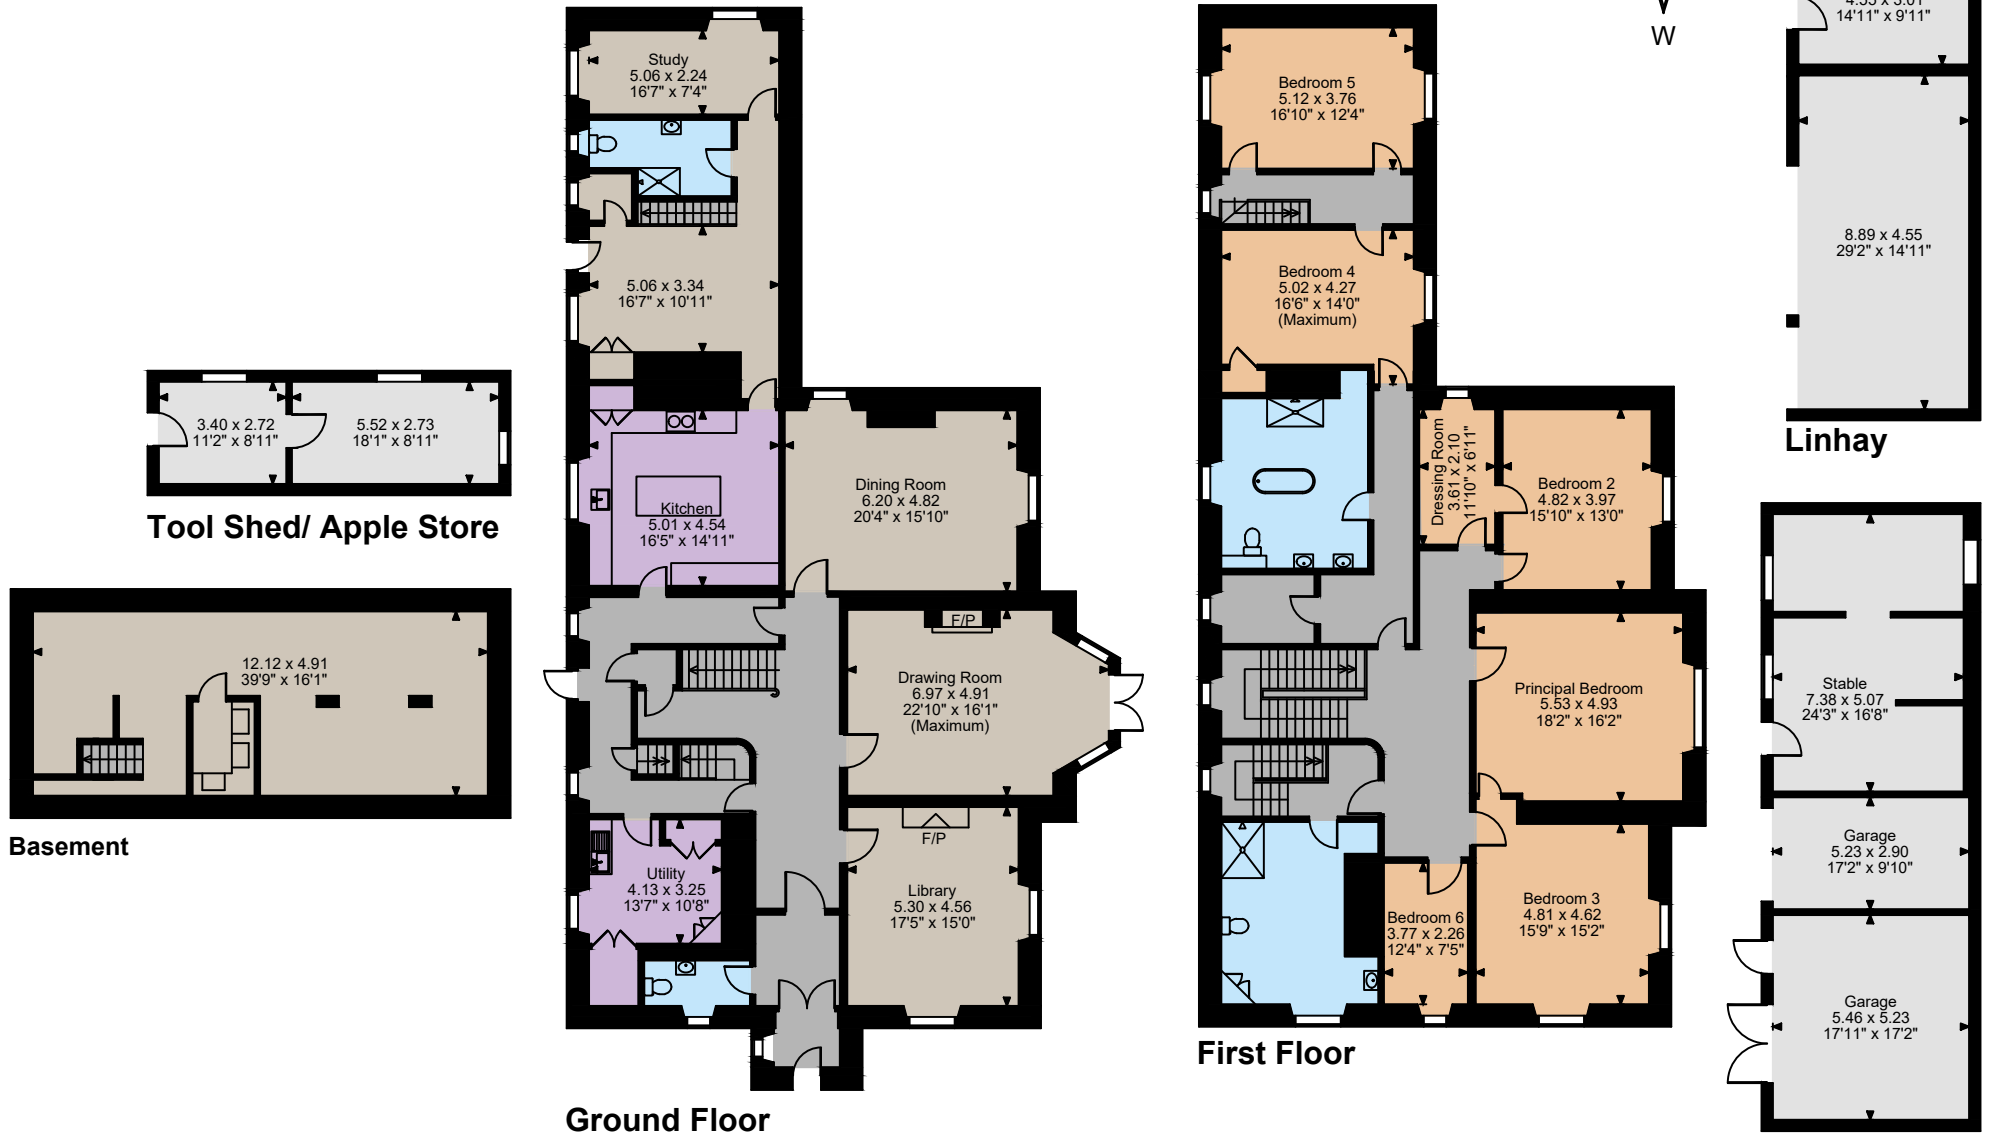 Study
5.06 x 2.24
16'7" x 7'4"
5.06 x 3.34
16'7" x 10'11"
Kitchen
5.01 x 4.54
16'5" x 14'11"
Dining Room
6.20 x 4.82
20'4" x 15'10"
F/P
Drawing Room
6.97 x 4.91
22'10" x 16'1"
(Maximum)
F/P
Library
5.30 x 4.56
17'5" x 15'0"
Utility
4.13 x 3.25
13'7" x 10'8"
Ground Floor
3.40 x 2.72
11'2" x 8'11"
5.52 x 2.73
18'1" x 8'11"
Tool Shed/ Apple Store
12.12 x 4.91
39'9" x 16'1"
Basement
Bedroom 5
5.12 x 3.76
16'10" x 12'4"
Bedroom 4
5.02 x 4.27
16'6" x 14'0"
(Maximum)
Dressing Room
3.61 x 2.10
11'10" x 6'11"
Bedroom 2
4.82 x 3.97
15'10" x 13'0"
Principal Bedroom
5.53 x 4.93
18'2" x 16'2"
Bedroom 3
4.81 x 4.62
15'9" x 15'2"
Bedroom 6
3.77 x 2.26
12'4" x 7'5"
First Floor
W
14'11" x 9'11"
8.89 x 4.55
29'2" x 14'11"
Linhay
Stable
7.38 x 5.07
24'3" x 16'8"
Garage
5.23 x 2.90
17'2" x 9'10"
Garage
5.46 x 5.23
17'11" x 17'2"